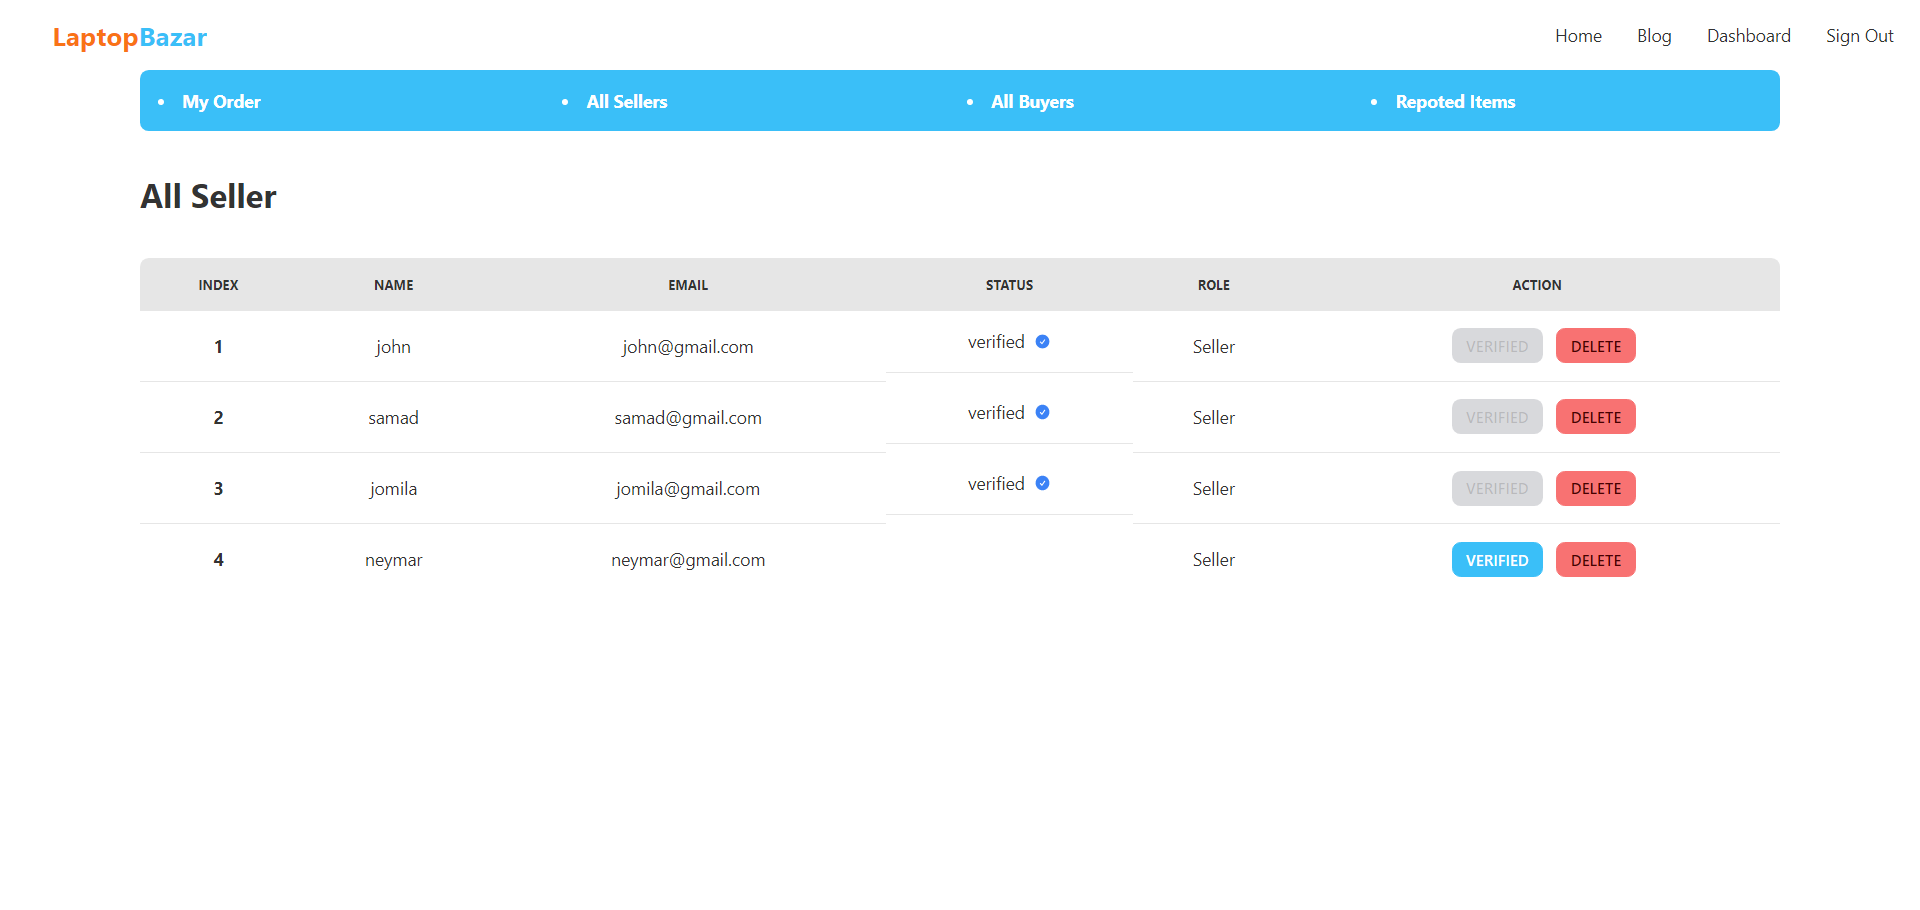 LaptopBazar Home Blog Dashboard Sign Out
• My Order • All Sellers • All Buyers • Repoted Items
All Seller
INDEX NAME EMAIL STATUS ROLE ACTION
1 john john@gmail.com verified Seller VERIFIED DELETE
2 samad samad@gmail.com verified Seller VERIFIED DELETE
3 jomila jomila@gmail.com verified Seller VERIFIED DELETE
4 neymar neymar@gmail.com Seller VERIFIED DELETE